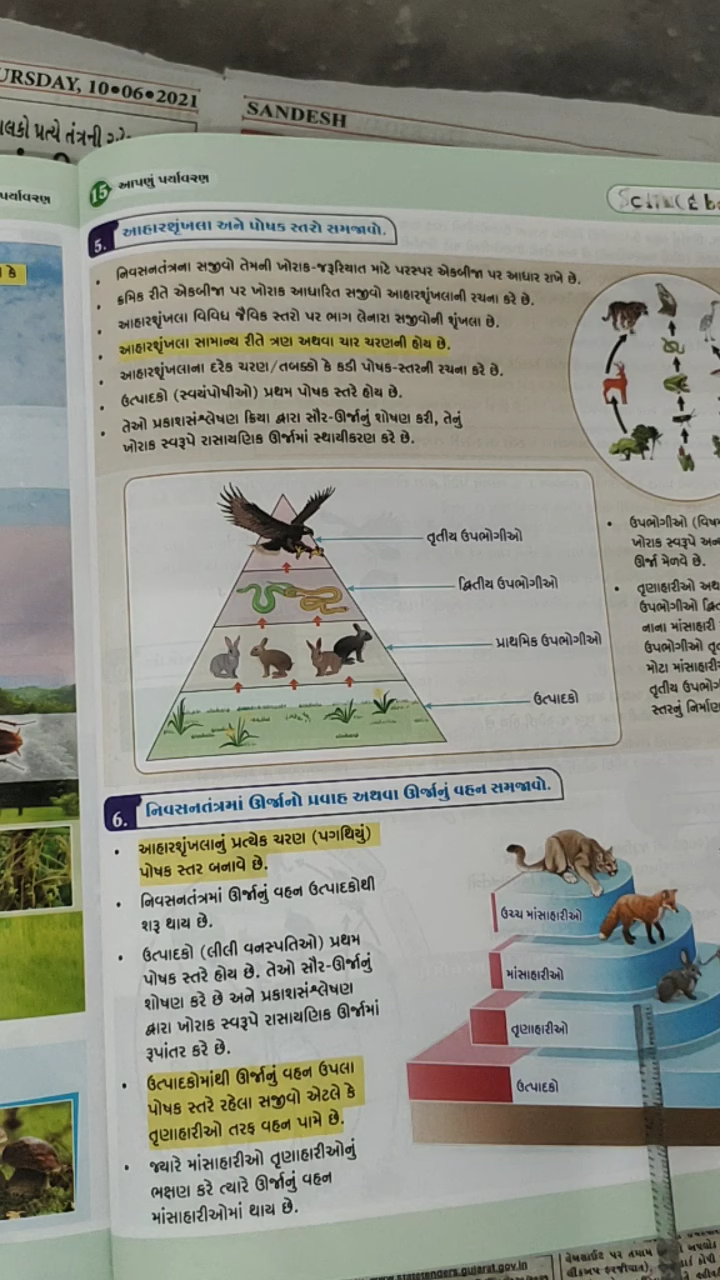 URSDAY, 10•06•2021
SANDESH
પ્રત્યે તંત્રની
પર્યાવરણ
15 આપણું પર્યાવરણ
5. આહારશૃંખલા અને પોષક સ્તરો સમજાવો.
• નિવસનતંત્રના સજીવો તેમની ખોરાક-જરૂરિયાત માટે પરસ્પર એકબીજા પર આધાર રાખે છે.
• ક્રમિક રીતે એકબીજા પર ખોરાક આધારિત સજીવો આહારશૃંખલાની રચના કરે છે.
• આહારશૃંખલા વિવિધ જૈવિક સ્તરો પર ભાગ લેનારા સજીવોની શૃંખલા છે.
• આહારશૃંખલા સામાન્ય રીતે ત્રણ અથવા ચાર ચરણની હોય છે.
• આહારશૃંખલાના દરેક ચરણ/તબક્કો કે કડી પોષક-સ્તરની રચના કરે છે.
• ઉત્પાદકો (સ્વયંપોષીઓ) પ્રથમ પોષક સ્તરે હોય છે.
• તેઓ પ્રકાશસંશ્લેષણ ક્રિયા દ્વારા સૌર-ઊર્જાનું શોષણ કરી, તેનું
ખોરાક સ્વરૂપે રાસાયણિક ઊર્જામાં સ્થાયીકરણ કરે છે.
તૃતીય ઉપભોગીઓ
દ્વિતીય ઉપભોગીઓ
પ્રાથમિક ઉપભોગીઓ
ઉત્પાદકો
• ઉપભોગીઓ
ખોરાક સ્વરૂપે
ઊર્જા મેળવે છે.
• તૃણાહારીઓ
ઉપભોગીઓ
નાના માંસાહારી
ઉપભોગીઓ
મોટા
તૃતીય
સ્તરનું
6. નિવસનતંત્રમાં ઊર્જાનો પ્રવાહ અથવા ઊર્જાનું વહન સમજાવો.
• આહારશૃંખલાનું પ્રત્યેક ચરણ (પગથિયું)
પોષક સ્તર બનાવે છે.
• નિવસનતંત્રમાં ઊર્જાનું વહન ઉત્પાદકોથી
શરૂ થાય છે.
• ઉત્પાદકો (લીલી વનસ્પતિઓ) પ્રથમ
પોષક સ્તરે હોય છે. તેઓ સૌર-ઊર્જાનું
શોષણ કરે છે અને પ્રકાશસંશ્લેષણ
દ્વારા ખોરાક સ્વરૂપે રાસાયણિક ઊર્જામાં
રૂપાંતર કરે છે.
• ઉત્પાદકોમાંથી ઊર્જાનું વહન ઉપલા
પોષક સ્તરે રહેલા સજીવો એટલે કે
તૃણાહારીઓ તરફ વહન પામે છે.
• જ્યારે માંસાહારીઓ તૃણાહારીઓનું
ભક્ષણ કરે ત્યારે ઊર્જાનું વહન
માંસાહારીઓમાં થાય છે.
ઉચ્ચ માંસાહારીઓ
માંસાહારીઓ
તૃણાહારીઓ
ઉત્પાદકો